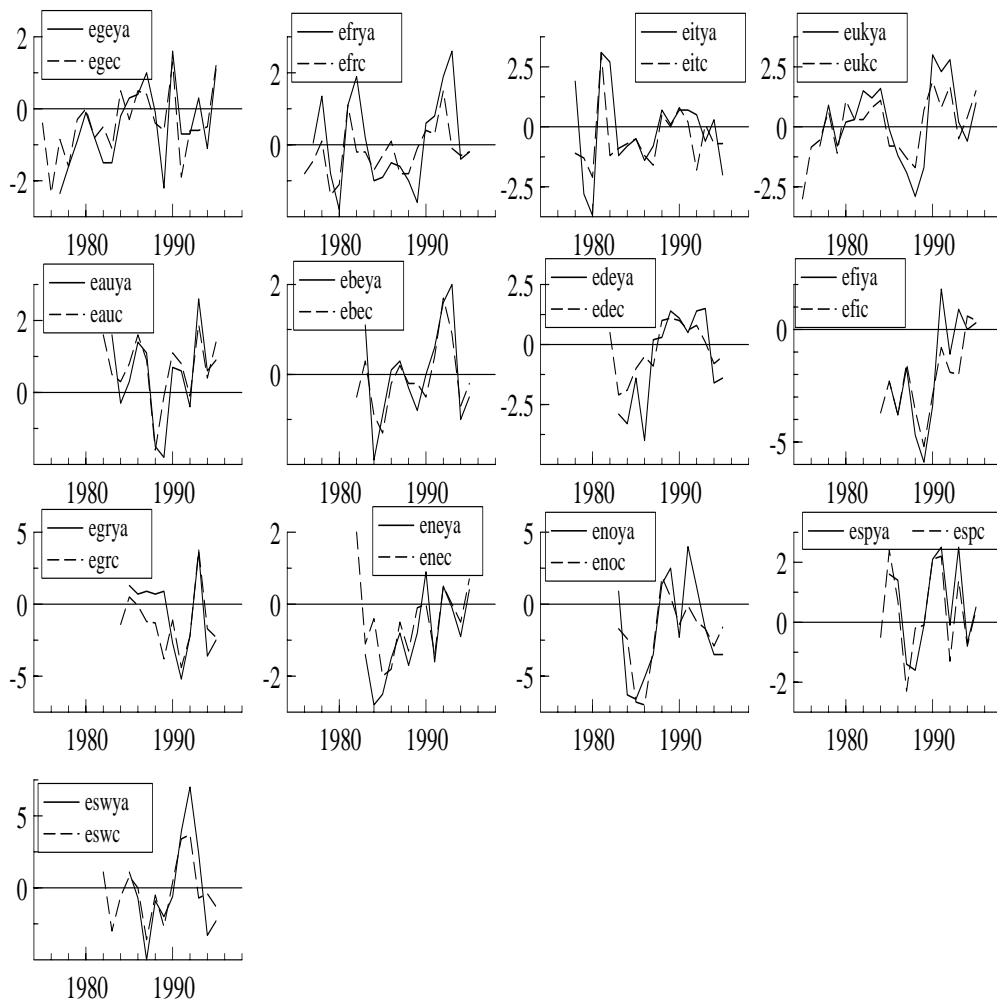 2
0
-2
egeya
egec
1980 1990
2
0
efrya
efrc
1980 1990
2.5
0
-2.5
eitya
eitc
1980 1990
2.5
0
-2.5
eukya
eukc
1980 1990
2
0
eauya
eauc
1980 1990
2
0
ebeya
ebec
1980 1990
2.5
0
-2.5
edeya
edec
1980 1990
0
-5
efiya
efic
1980 1990
5
0
-5
egrya
egrc
1980 1990
2
0
-2
eneya
enec
1980 1990
5
0
-5
enoya
enoc
1980 1990
2
0
-2
espya espc
1980 1990
5
0
eswya
eswc
1980 1990